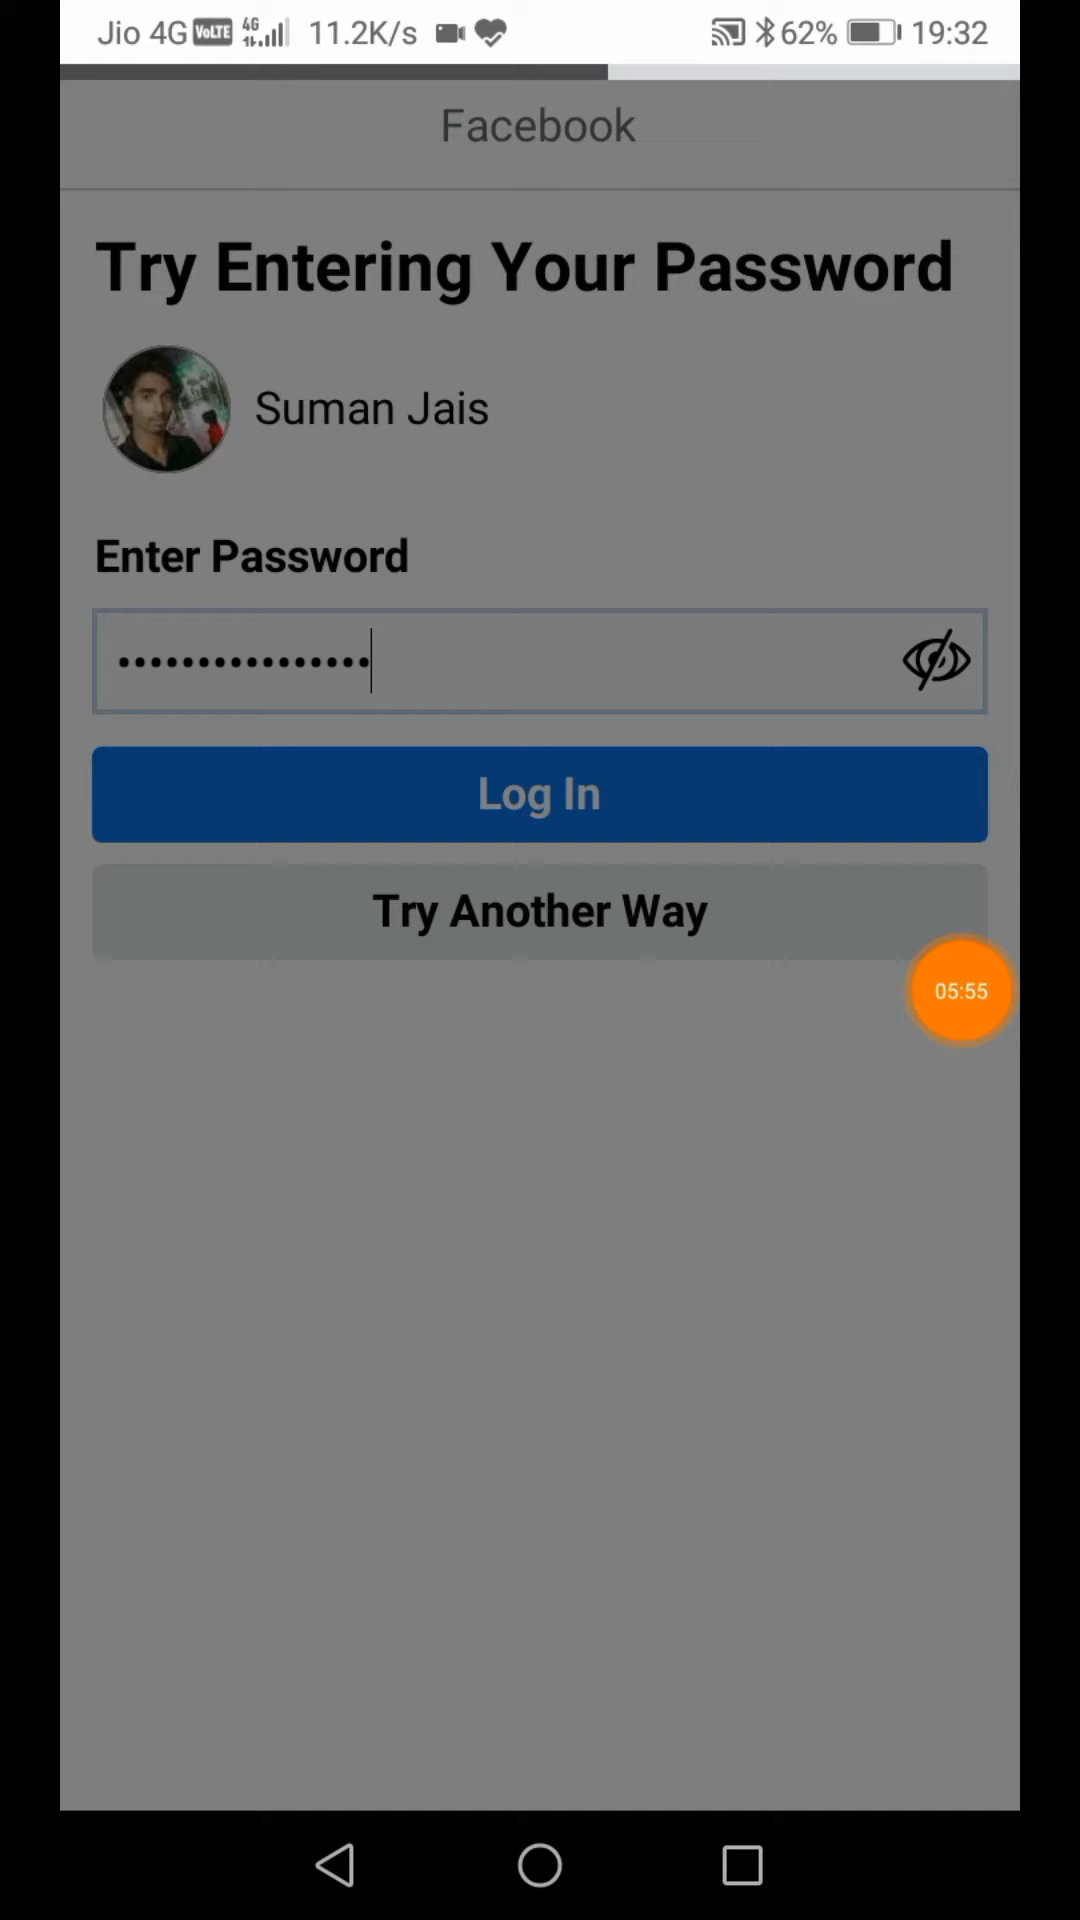 Jio 4G VoLTE 4G 11.2K/s 62% 19:32
Facebook
Try Entering Your Password
Suman Jais
Enter Password
••••••••••••••••
Log In
Try Another Way
05:55